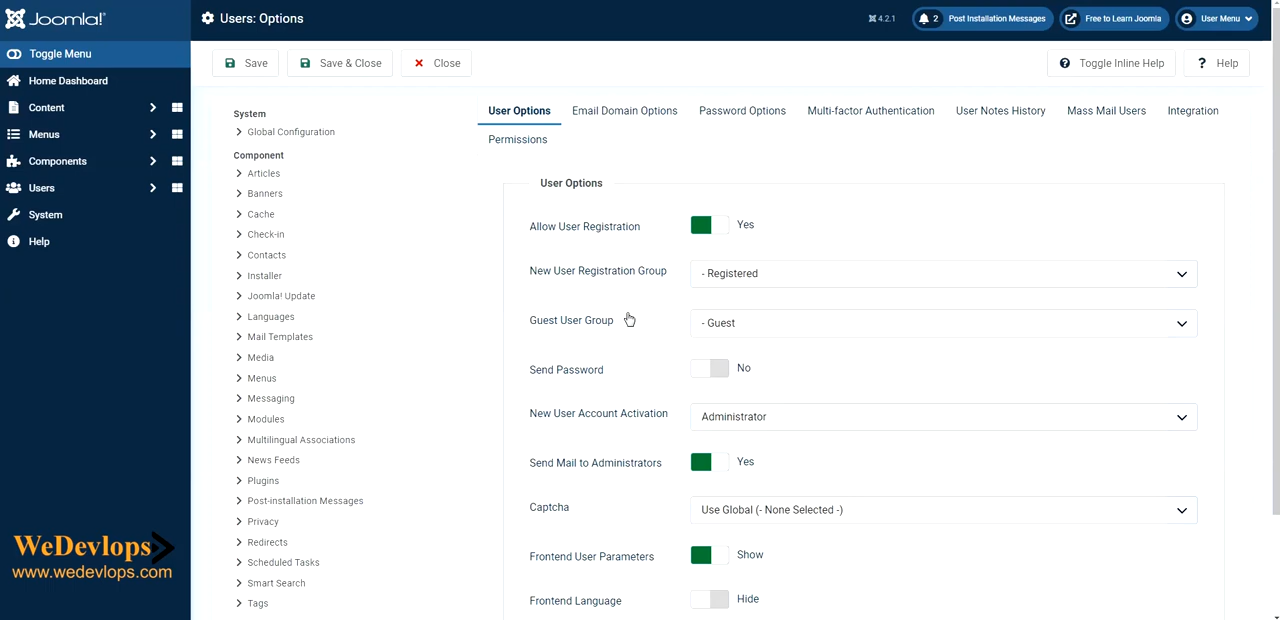 Joomla!®
Users: Options
4.2.1
2 Post Installation Messages
Free to Learn Joomla
User Menu
Toggle Menu
Home Dashboard
Content
Menus
Components
Users
System
Help
Save
Save & Close
Close
Toggle Inline Help
Help
System
Global Configuration
Component
Articles
Banners
Cache
Check-in
Contacts
Installer
Joomla! Update
Languages
Mail Templates
Media
Menus
Messaging
Modules
Multilingual Associations
News Feeds
Plugins
Post-installation Messages
Privacy
Redirects
Scheduled Tasks
Smart Search
Tags
User Options
Email Domain Options
Password Options
Multi-factor Authentication
User Notes History
Mass Mail Users
Integration
Permissions
User Options
Allow User Registration
Yes
New User Registration Group
- Registered
Guest User Group
- Guest
Send Password
No
New User Account Activation
Administrator
Send Mail to Administrators
Yes
Captcha
Use Global (- None Selected -)
Frontend User Parameters
Show
Frontend Language
Hide
WeDevlops
www.wedevlops.com